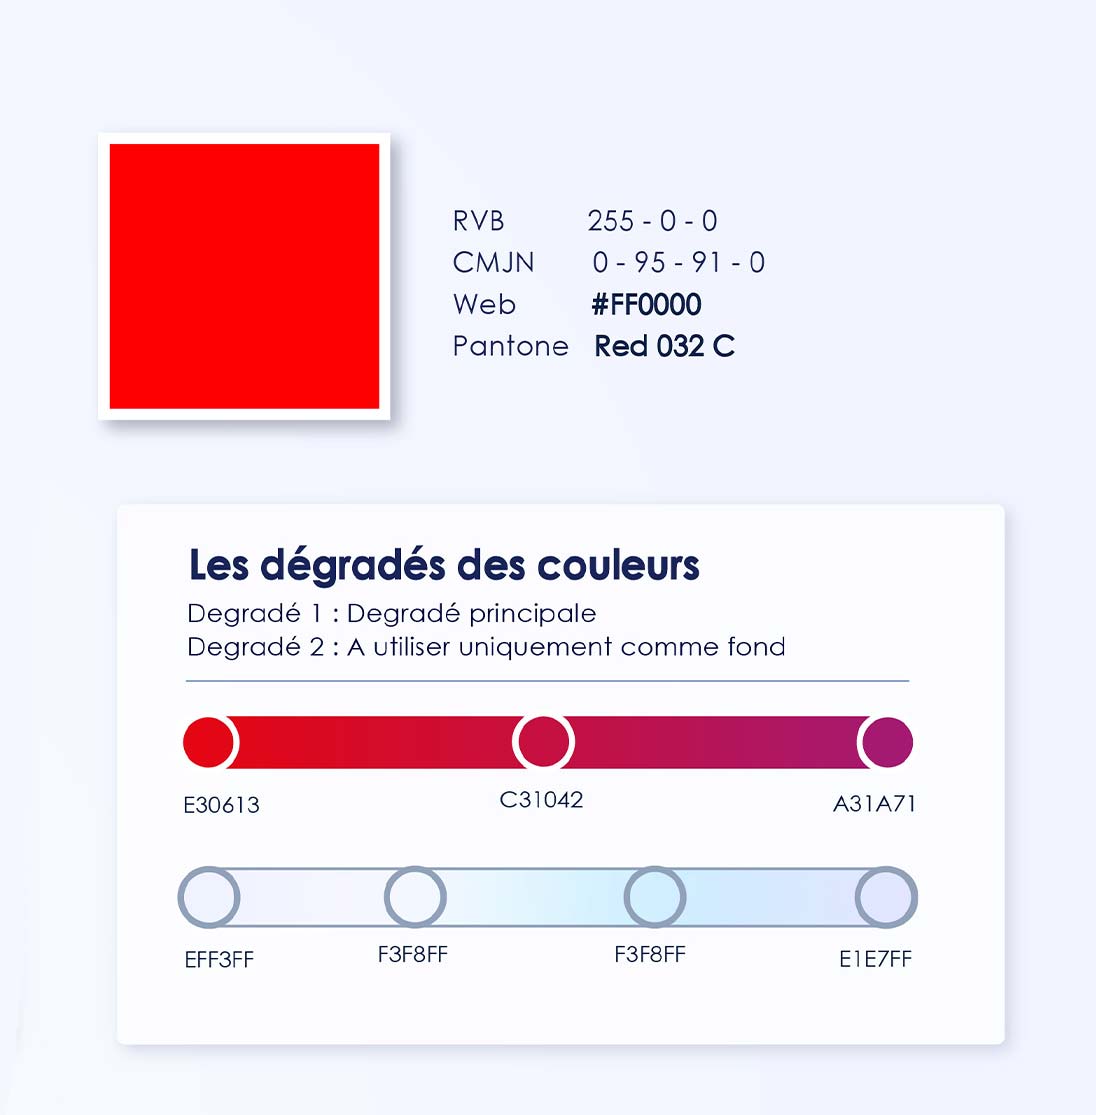 RVB 255 - 0 - 0
CMJN 0 - 95 - 91 - 0
Web #FF0000
Pantone Red 032 C
Les dégradés des couleurs
Degradé 1 : Degradé principale
Degradé 2 : A utiliser uniquement comme fond
E30613 C31042 A31A71
EFF3FF F3F8FF F3F8FF E1E7FF